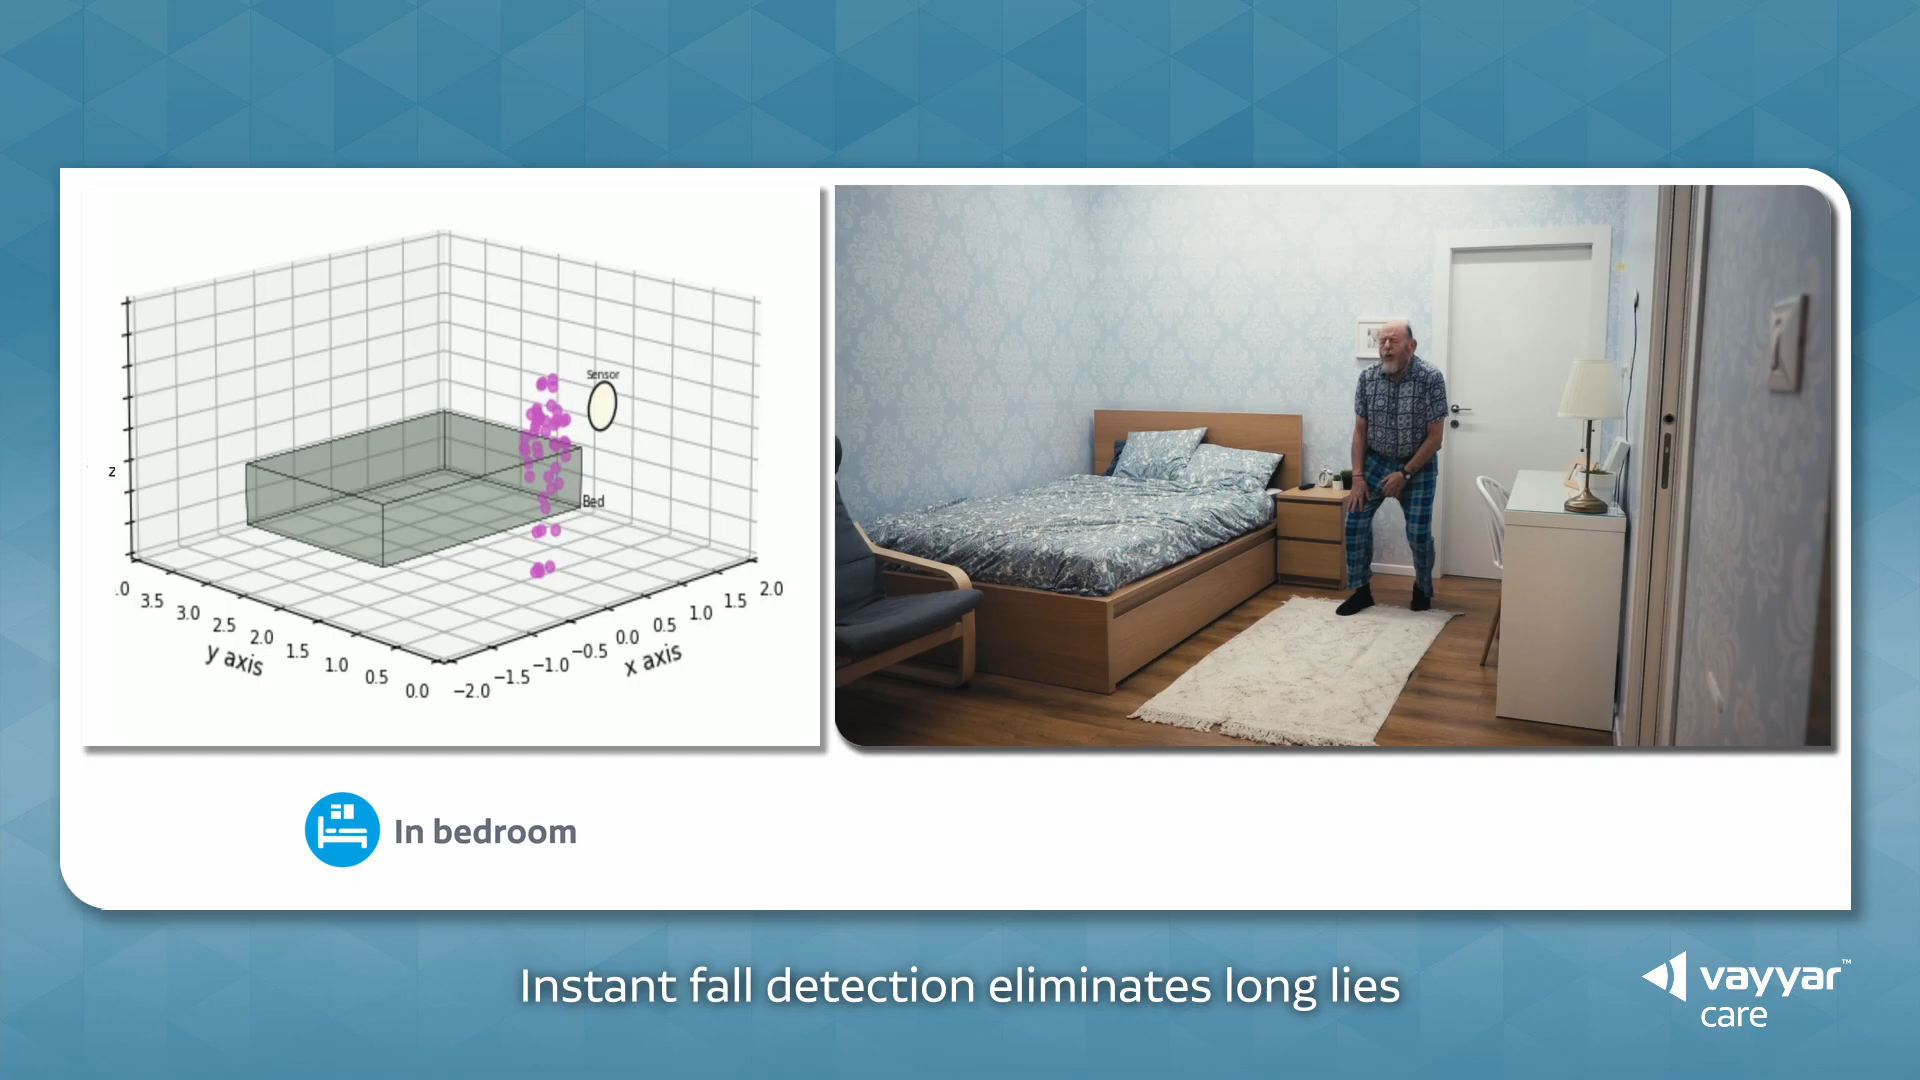 Sensor
Bed
z
.0
3.5
3.0
2.5
2.0
1.5
1.0
0.5
0.0
y axis
−2.0
−1.5
−1.0
−0.5
0.0
0.5
1.0
1.5
2.0
x axis
In bedroom
Instant fall detection eliminates long lies
vayyar™
care